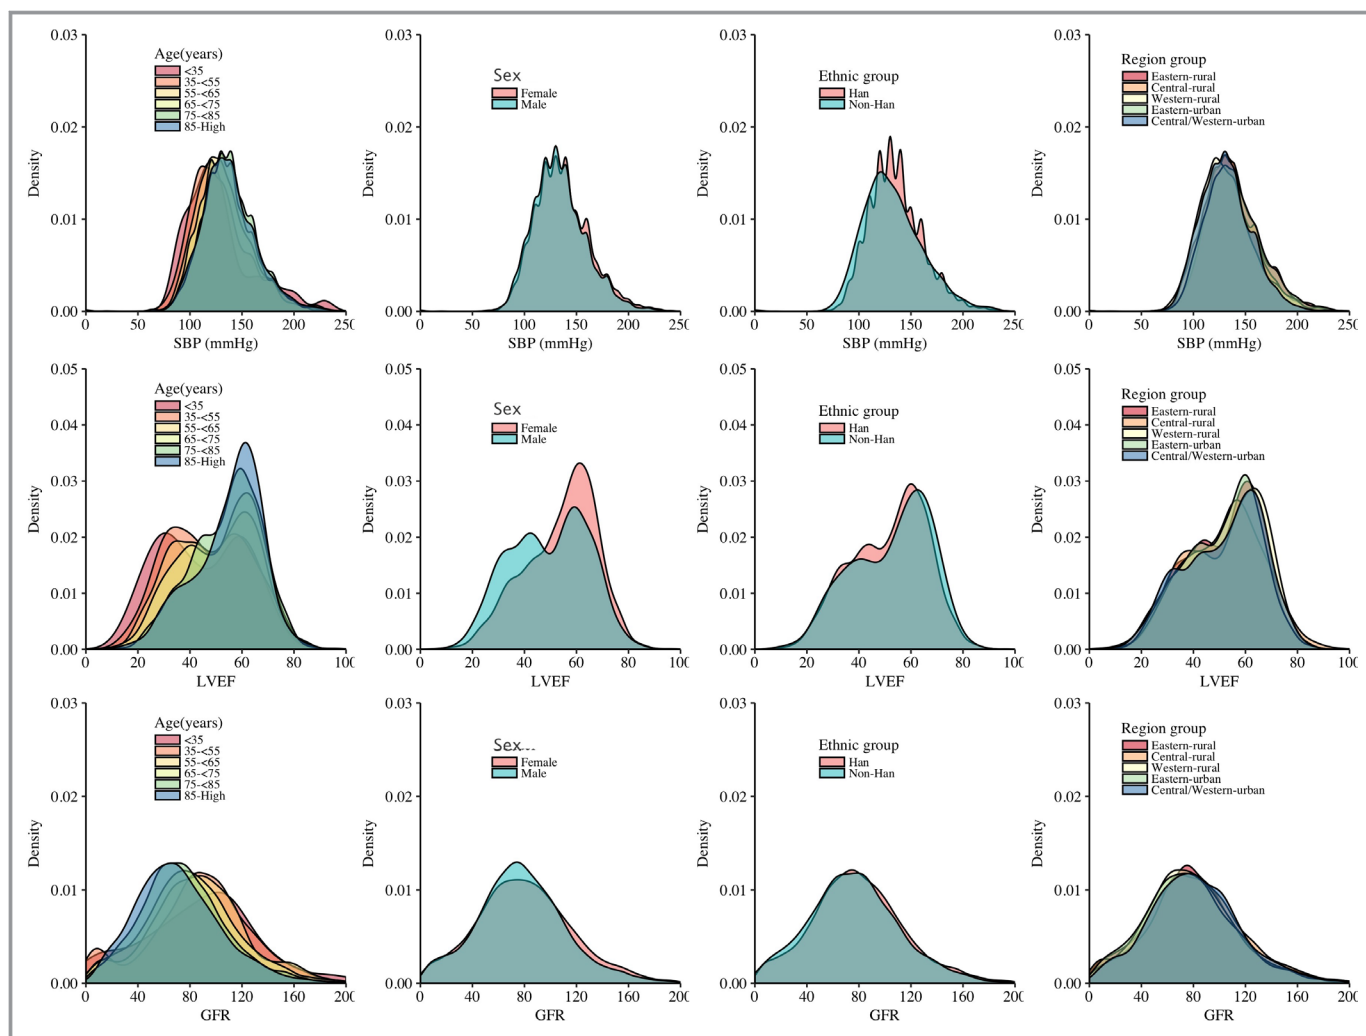 0.03
0.02
0.01
0.00
Density
Age(years)
<35
35-<55
55-<65
65-<75
75-<85
85-High
0 50 100 150 200 250
SBP (mmHg)
0.03
0.02
0.01
0.00
Density
Sex
Female
Male
0 50 100 150 200 250
SBP (mmHg)
0.03
0.02
0.01
0.00
Density
Ethnic group
Han
Non-Han
0 50 100 150 200 250
SBP (mmHg)
0.03
0.02
0.01
0.00
Density
Region group
Eastern-rural
Central-rural
Western-rural
Eastern-urban
Central/Western-urban
0 50 100 150 200 250
SBP (mmHg)
0.05
0.04
0.03
0.02
0.01
0.00
Density
Age(years)
<35
35-<55
55-<65
65-<75
75-<85
85-High
0 20 40 60 80 100
LVEF
0.05
0.04
0.03
0.02
0.01
0.00
Density
Sex
Female
Male
0 20 40 60 80 100
LVEF
0.05
0.04
0.03
0.02
0.01
0.00
Density
Ethnic group
Han
Non-Han
0 20 40 60 80 100
LVEF
0.05
0.04
0.03
0.02
0.01
0.00
Density
Region group
Eastern-rural
Central-rural
Western-rural
Eastern-urban
Central/Western-urban
0 20 40 60 80 100
LVEF
0.03
0.02
0.01
0.00
Density
Age(years)
<35
35-<55
55-<65
65-<75
75-<85
85-High
0 40 80 120 160 200
GFR
0.03
0.02
0.01
0.00
Density
Sex
Female
Male
0 40 80 120 160 200
GFR
0.03
0.02
0.01
0.00
Density
Ethnic group
Han
Non-Han
0 40 80 120 160 200
GFR
0.03
0.02
0.01
0.00
Density
Region group
Eastern-rural
Central-rural
Western-rural
Eastern-urban
Central/Western-urban
0 40 80 120 160 200
GFR